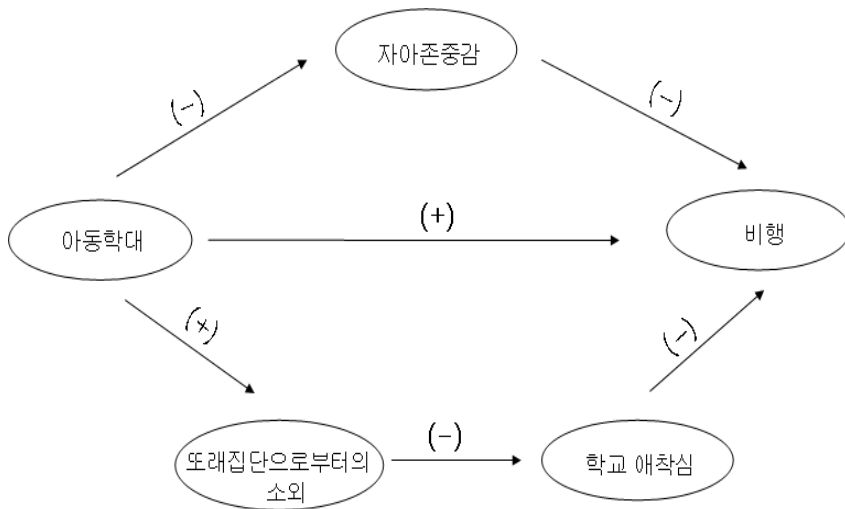 자아존중감
(-)
(-)
아동학대
(+)
비행
(+)
(-)
또래집단으로부터의
소외
(-)
학교 애착심